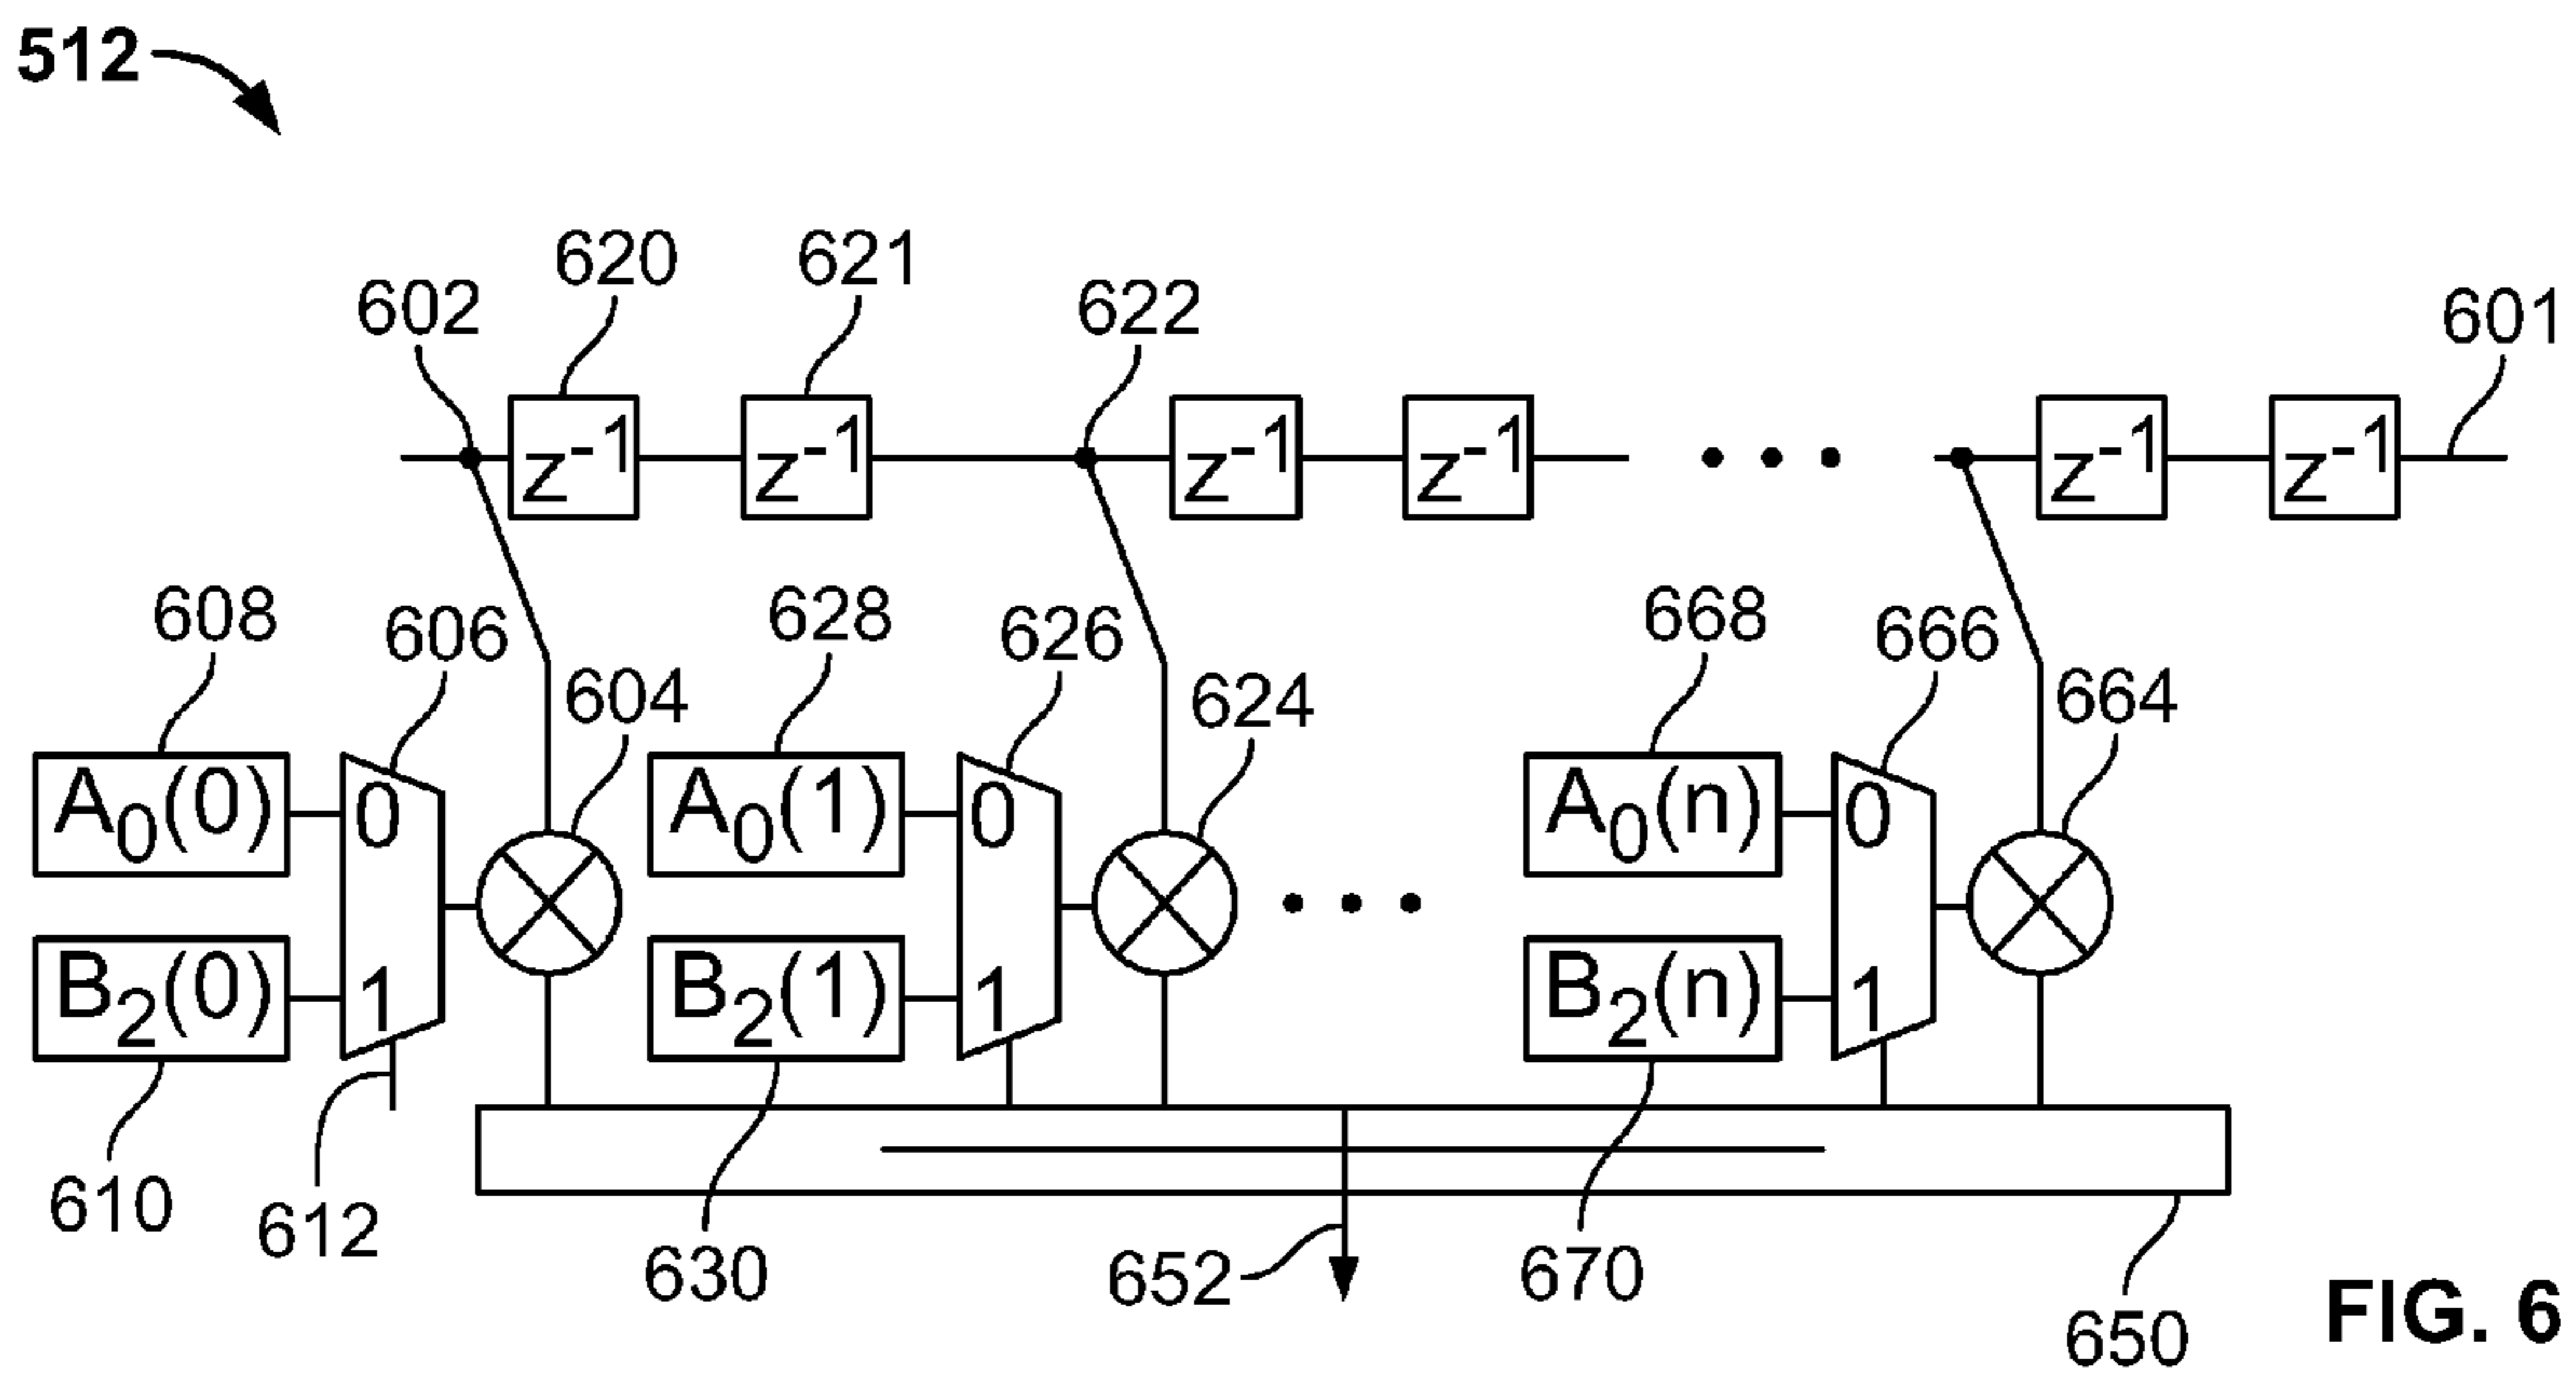 512
620 621
602 622 601
z⁻¹ z⁻¹ z⁻¹ z⁻¹ • • • z⁻¹ z⁻¹
608 606 628 626 668 666
604 624 664
A₀(0) 0 A₀(1) 0 A₀(n) 0
• • •
B₂(0) 1 B₂(1) 1 B₂(n) 1
610 612 630 652 670 650
FIG. 6